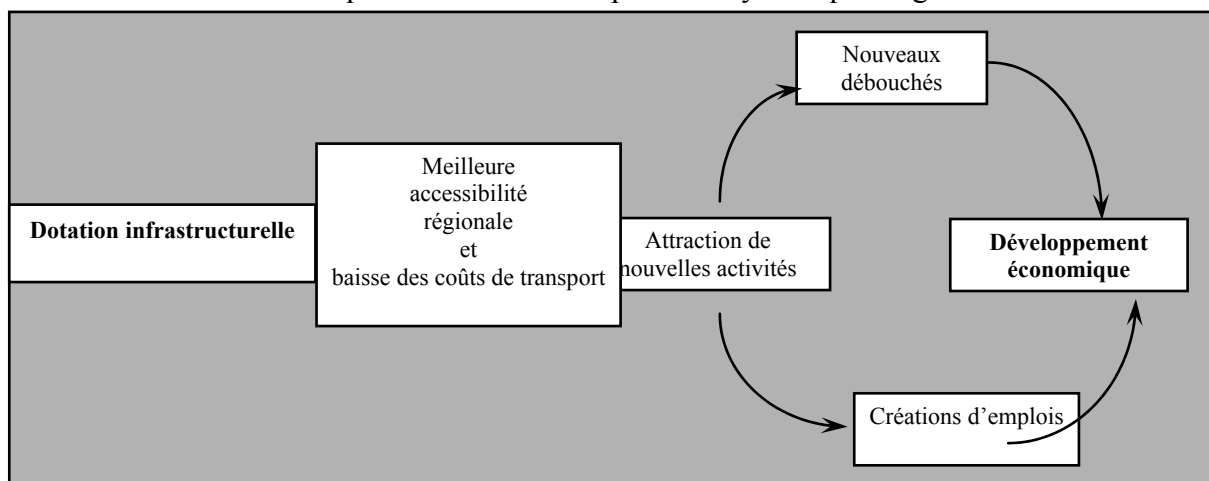 Dotation infrastructurelle
Meilleure
accessibilité
régionale
et
baisse des coûts de transport
Attraction de
nouvelles activités
Nouveaux
débouchés
Créations d’emplois
Développement
économique